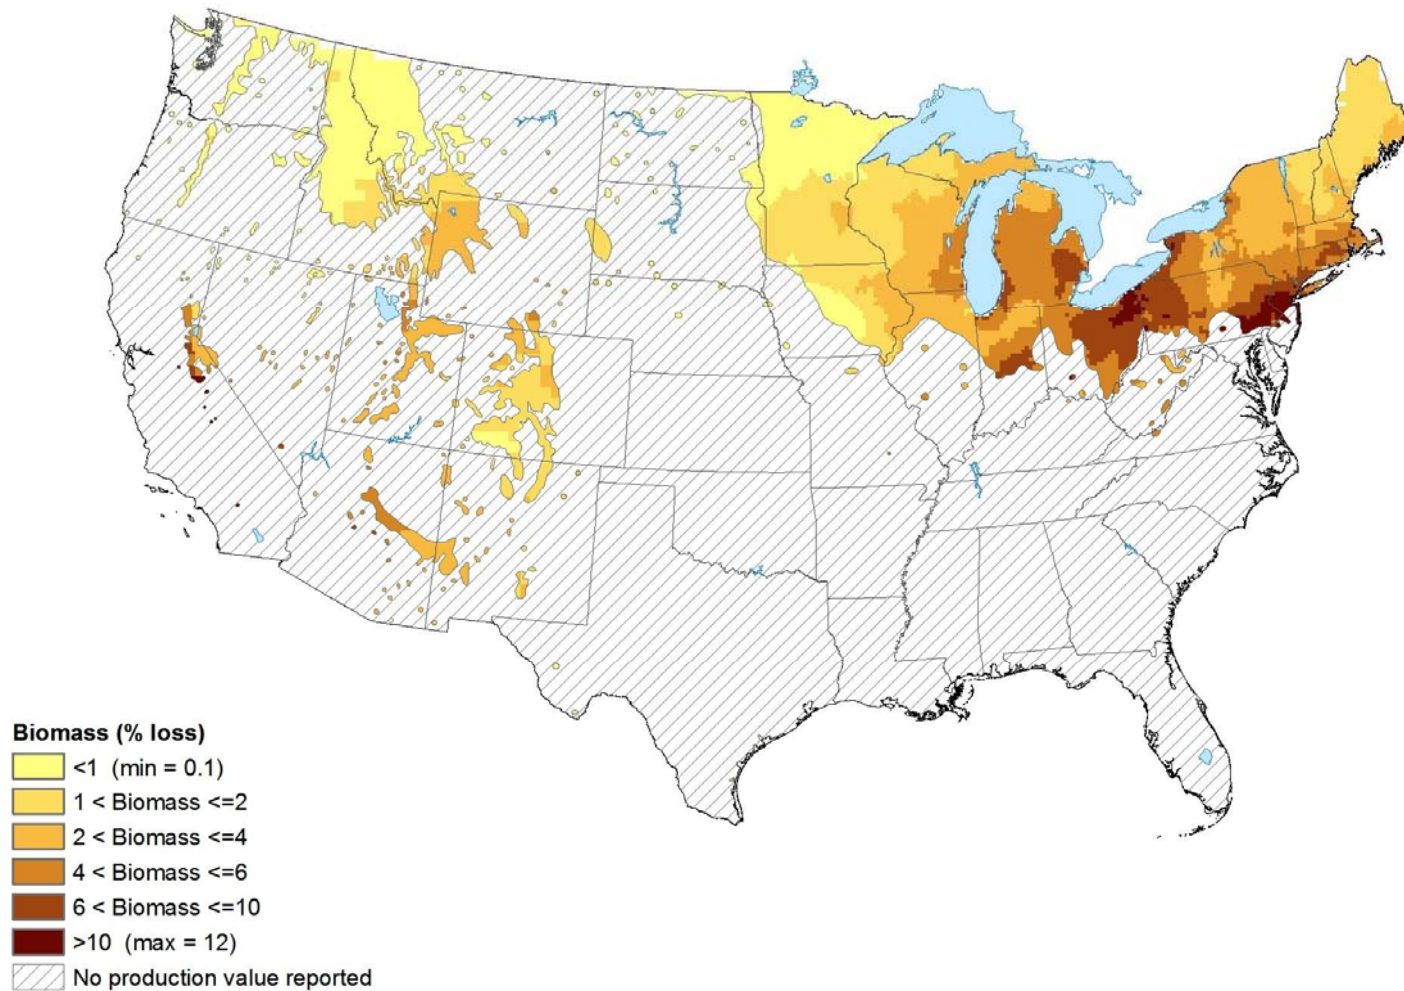 Biomass (% loss)
<1 (min = 0.1)
1 < Biomass <=2
2 < Biomass <=4
4 < Biomass <=6
6 < Biomass <=10
>10 (max = 12)
No production value reported